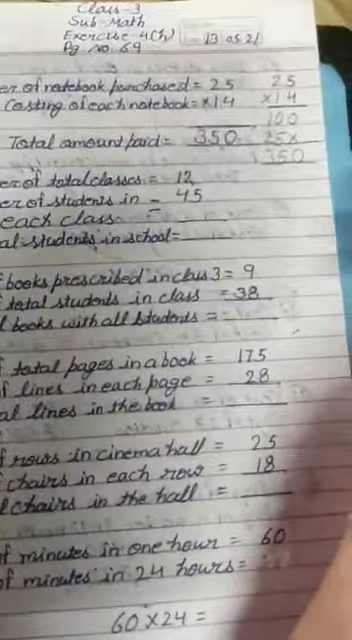 Class-3
Sub-Math
Exercise-4(h)
Pg. no. 69
13 05 21
er of notebook purchased = 25
Costing of each notebook = ×14
Total amount paid = 350
25
×14
100
25×
350
er of total classes = 12
er of students in = 45
each class
al students in school =
books prescribed in clas 3 = 9
total students in class = 38
l books with all students =
total pages in a book = 175
f lines in each page = 28
al lines in the book =
f rows in cinema hall = 25
chairs in each row = 18
l chairs in the hall =
of minutes in one hour = 60
of minutes in 24 hours =
60×24 =